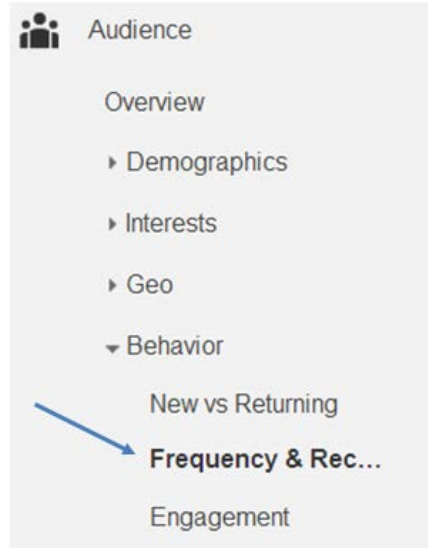 Audience
Overview
Demographics
Interests
Geo
Behavior
New vs Returning
Frequency & Rec...
Engagement